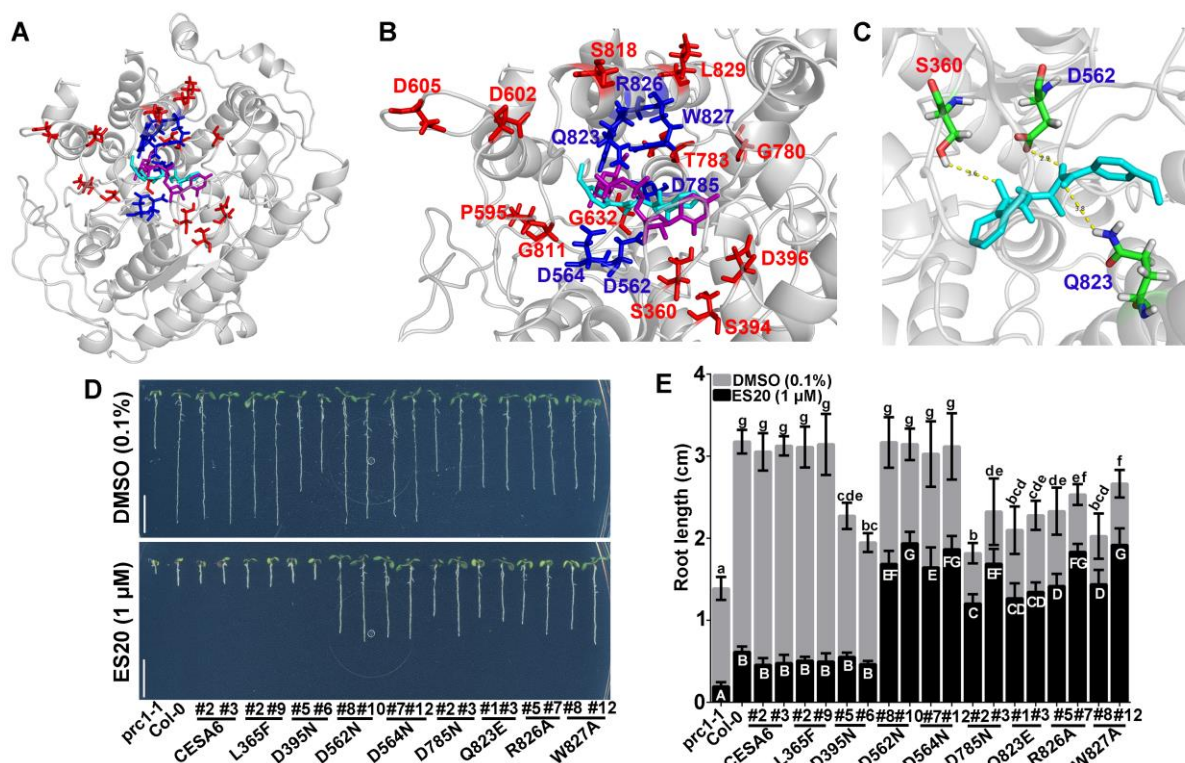 A
B
C
S818
L829
D605
D602
R826
Q823
W827
T783
G780
D785
P595
G632
G811
D564
D562
D396
S360
S394
S360
D562
Q823
D
E
DMSO (0.1%)
ES20 (1 µM)
prc1-1
Col-0
#2 #3
#2 #9
#5 #6
#8 #10
#7 #12
#2 #3
#1 #3
#5 #7
#8 #12
CESA6
L365F
D395N
D562N
D564N
D785N
Q823E
R826A
W827A
DMSO (0.1%)
ES20 (1 µM)
Root length (cm)
4
3
2
1
0
a
g
g
g
g
g
cde
bc
g
g
g
g
b
de
bcd
cde
de
ef
bcd
f
A
B
B
B
B
B
B
B
EF
G
E
FG
C
EF
CD
CD
D
FG
D
G
prc1-1
Col-0
#2
#3
#2
#9
#5
#6
#8
#10
#7
#12
#2
#3
#1
#3
#5
#7
#8
#12
CESA6
L365F
D395N
D562N
D564N
D785N
Q823E
R826A
W827A